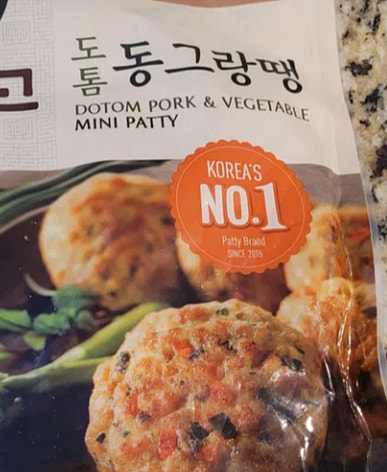 고
도톰 동그랑땡
DOTOM PORK & VEGETABLE
MINI PATTY
KOREA'S
NO.1
Patty Brand
SINCE 2015